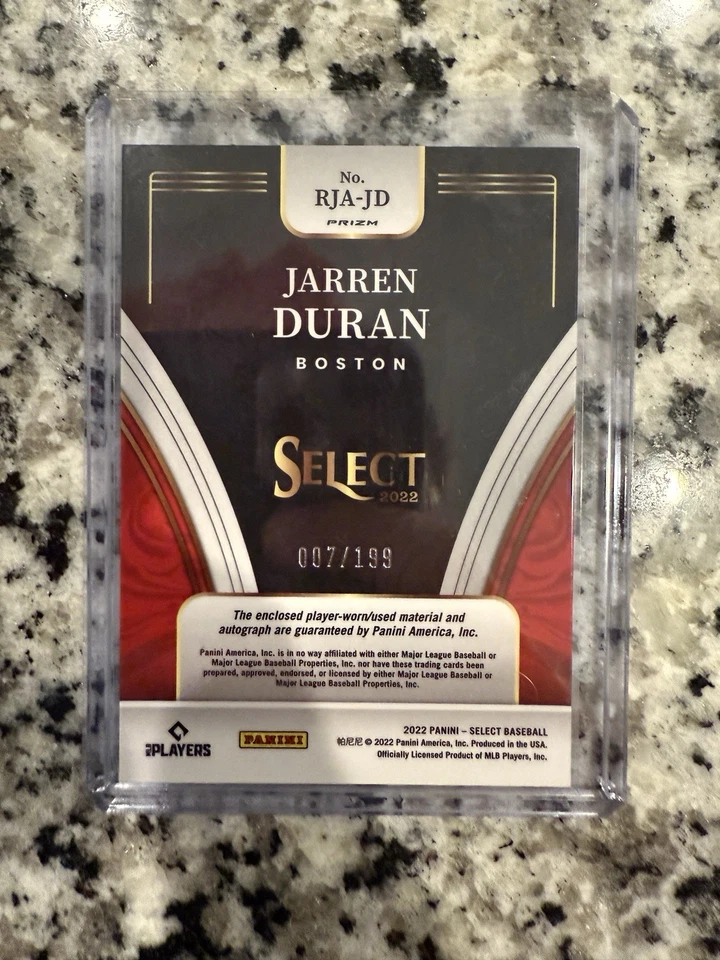 No.
RJA-JD
PRIZM
JARREN
DURAN
BOSTON
SELECT
2022
007/199
The enclosed player-worn/used material and
autograph are guaranteed by Panini America, Inc.
Panini America, Inc. is in no way affiliated with either Major League Baseball or
Major League Baseball Properties, Inc. nor have these trading cards been
prepared, approved, endorsed, or licensed by either Major League Baseball or
Major League Baseball Properties, Inc.
MLB PLAYERS
PANINI
2022 PANINI – SELECT BASEBALL
帕尼尼 © 2022 Panini America, Inc. Produced in the USA.
Officially Licensed Product of MLB Players, Inc.